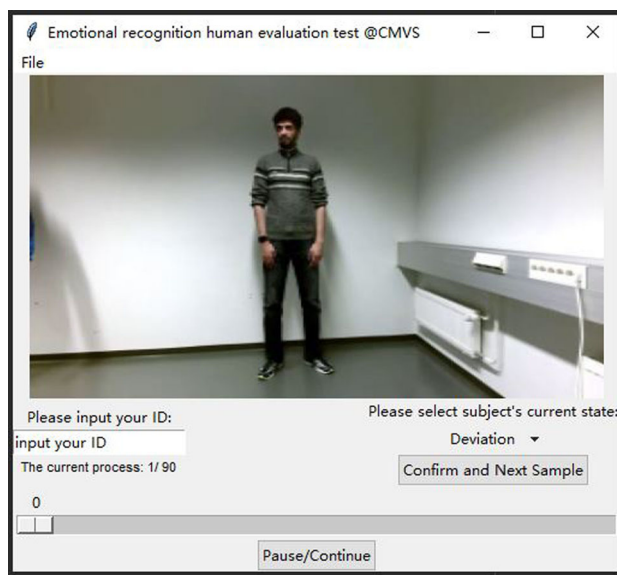 Emotional recognition human evaluation test @CMVS
File
Please input your ID:
input your ID
The current process: 1/ 90
Please select subject's current state:
Deviation
Confirm and Next Sample
0
Pause/Continue